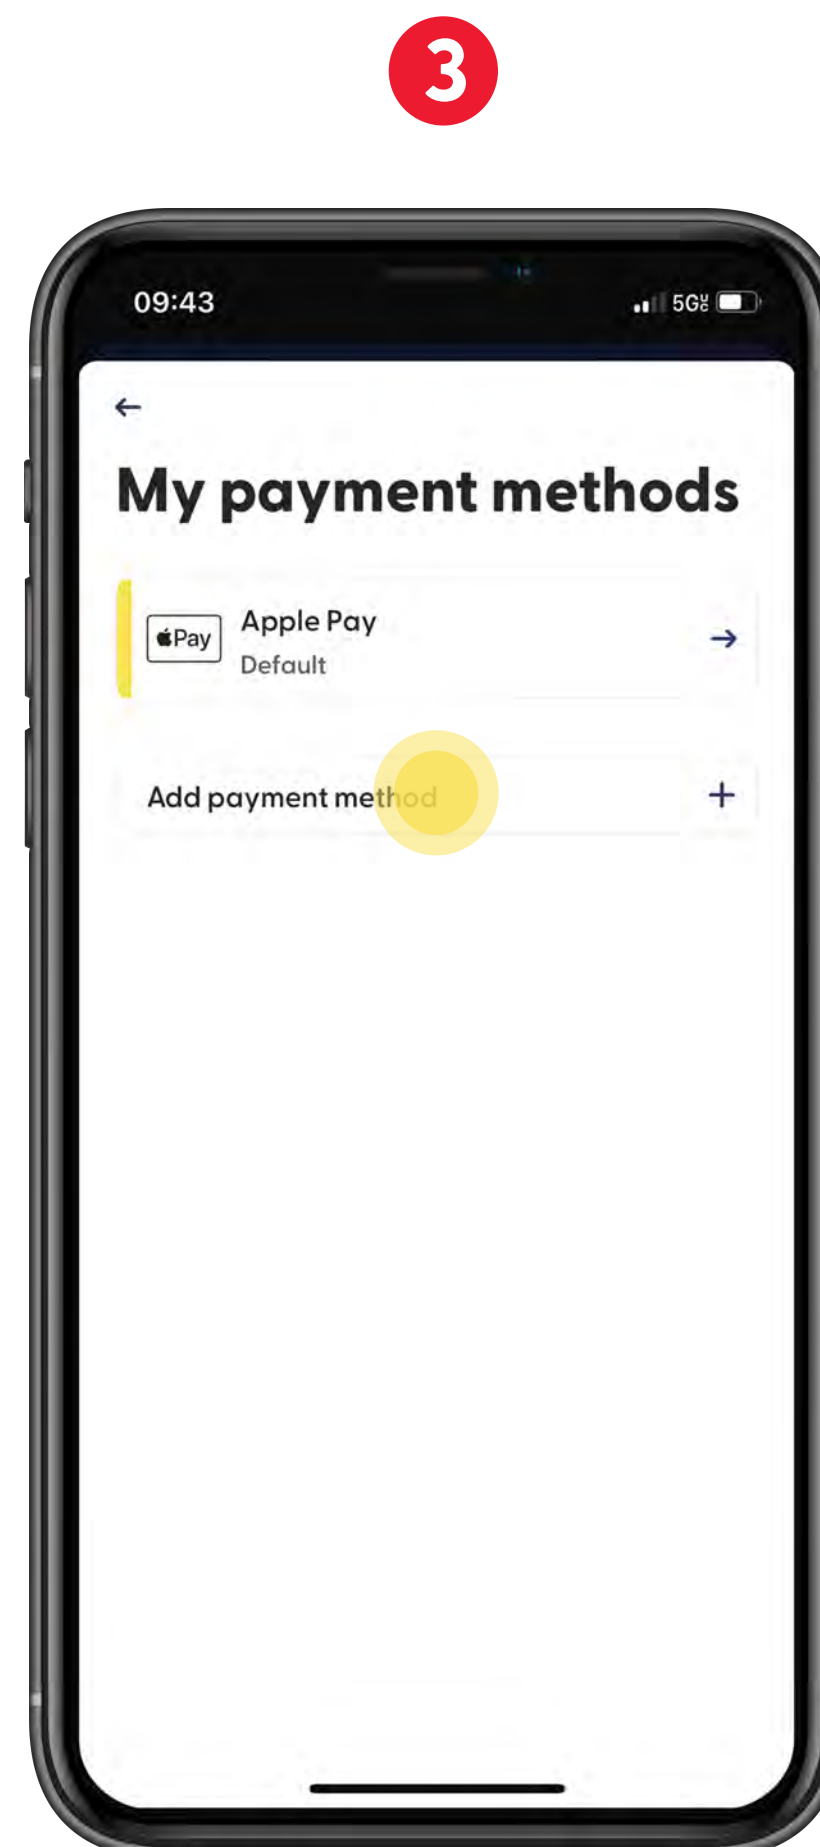 3
09:43
5G
My payment methods
Pay
Apple Pay
Default
Add payment method